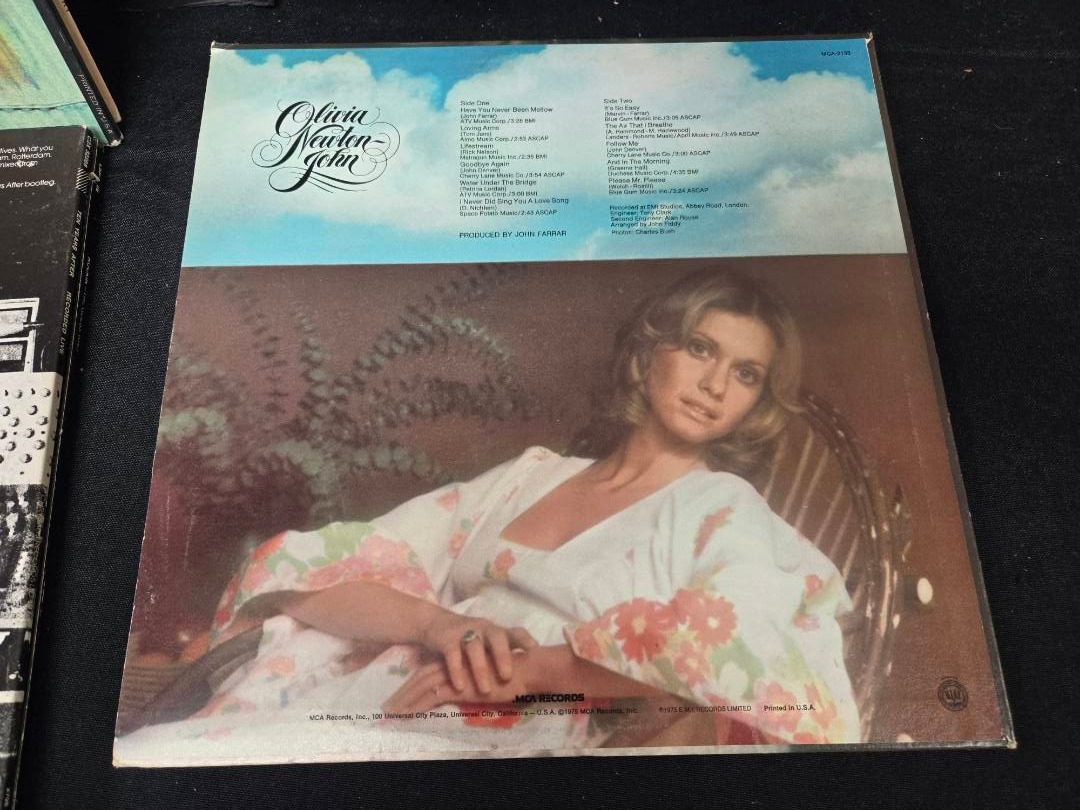 PRINTED IN U.S.A.
tives. What you
m. Rotterdam.
s After bootleg.
TEN YEARS AFTER
RECORDED LIVE
MCA-2133
Olivia
Newton-
John
Side One
Have You Never Been Mellow
(John Farrar)
ATV Music Corp./3:28 BMI
Loving Arms
(Tom Jans)
Almo Music Corp./2:53 ASCAP
Lifestream
(Rick Nelson)
Matragun Music Inc./2:35 BMI
Goodbye Again
(John Denver)
Cherry Lane Music Co./3:54 ASCAP
Water Under The Bridge
ATV Music Corp./3:00 BMI
I Never Did Sing You A Love Song
(D. Nichtern)
Space Potato Music/2:43 ASCAP
PRODUCED BY JOHN FARRAR
Side Two
It's So Easy
(Marvin - Farrar)
Blue Gum Music Inc./3:05 ASCAP
The Air That I Breathe
(A. Hammond - M. Hazlewood)
Landers - Roberts Music/April Music Inc./3:49 ASCAP
Follow Me
(John Denver)
Cherry Lane Music Co./3:00 ASCAP
And In The Morning
(Graeme Hall)
Duchess Music Corp./4:35 BMI
Please Mr. Please
(Welch - Rostill)
Blue Gum Music Inc./3:24 ASCAP
Recorded at EMI Studios, Abbey Road, London.
Engineer: Tony Clark
Second Engineer: Alan Rouse
Arranged by John Fiddy
Photos: Charles Bush
MCA RECORDS
MCA Records, Inc., 100 Universal City Plaza, Universal City, California – U.S.A. ©1975 MCA Records, Inc. ℗1975 E.M.I. RECORDS LIMITED Printed in U.S.A.